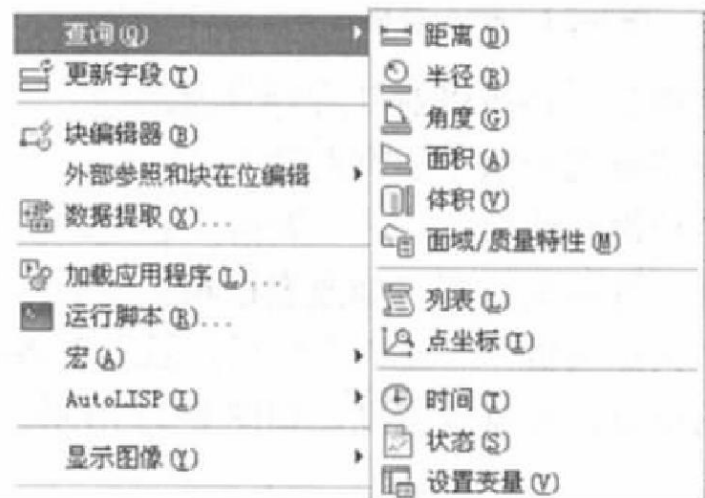 查询(Q)
更新字段(T)
块编辑器(B)
外部参照和块在位编辑
数据提取(X)...
加载应用程序(L)...
运行脚本(R)...
宏(A)
AutoLISP(I)
显示图像(Y)
距离(D)
半径(R)
角度(G)
面积(A)
体积(V)
面域/质量特性(M)
列表(L)
点坐标(I)
时间(T)
状态(S)
设置变量(V)